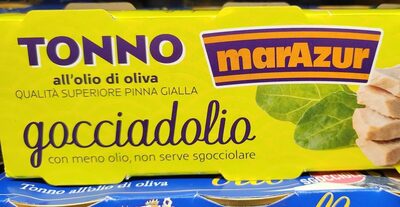 TONNO
all'olio di oliva
QUALITÀ SUPERIORE PINNA GIALLA
marAzur
gocciadolio
con meno olio, non serve sgocciolare
Tonno all'olio di oliva